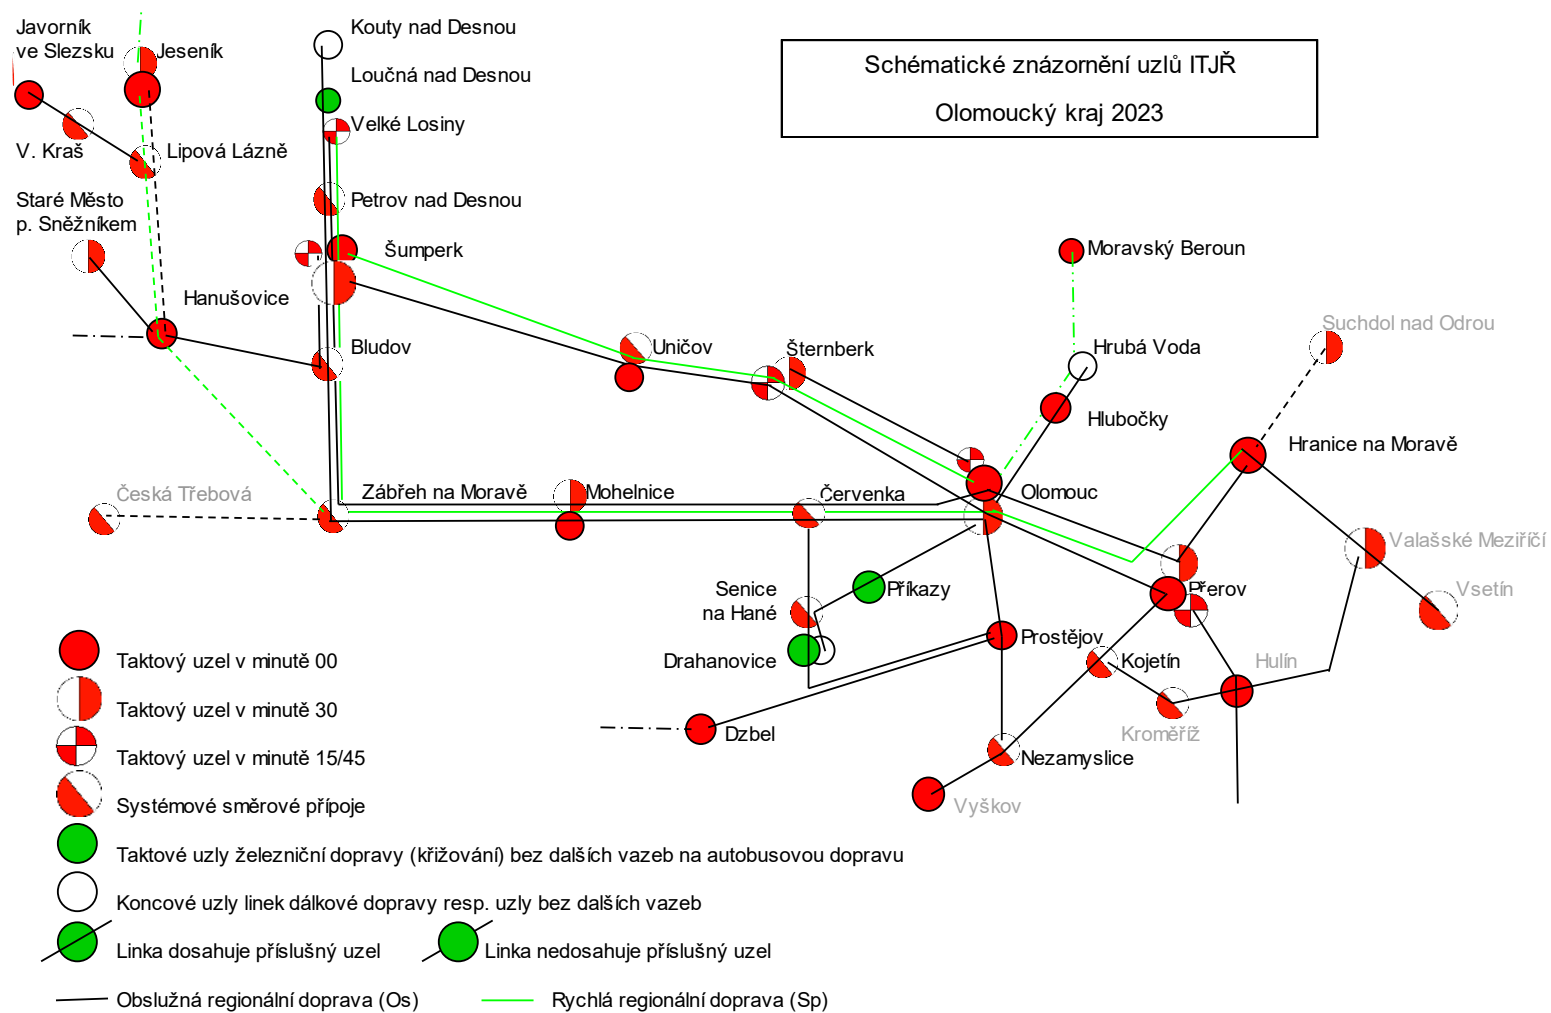 Schématické znázornění uzlů ITJŘ
Olomoucký kraj 2023
Javorník
ve Slezsku
Jeseník
Kouty nad Desnou
Loučná nad Desnou
Velké Losiny
V. Kraš
Lipová Lázně
Staré Město
p. Sněžníkem
Petrov nad Desnou
Šumperk
Moravský Beroun
Hanušovice
Suchdol nad Odrou
Bludov
Uničov
Šternberk
Hrubá Voda
Hlubočky
Hranice na Moravě
Česká Třebová
Zábřeh na Moravě
Mohelnice
Červenka
Olomouc
Valašské Meziříčí
Senice
na Hané
Příkazy
Přerov
Vsetín
Prostějov
Drahanovice
Kojetín
Hulín
Dzbel
Kroměříž
Nezamyslice
Vyškov
Taktový uzel v minutě 00
Taktový uzel v minutě 30
Taktový uzel v minutě 15/45
Systémové směrové přípoje
Taktové uzly železniční dopravy (křižování) bez dalších vazeb na autobusovou dopravu
Koncové uzly linek dálkové dopravy resp. uzly bez dalších vazeb
Linka dosahuje příslušný uzel
Linka nedosahuje příslušný uzel
Obslužná regionální doprava (Os)
Rychlá regionální doprava (Sp)